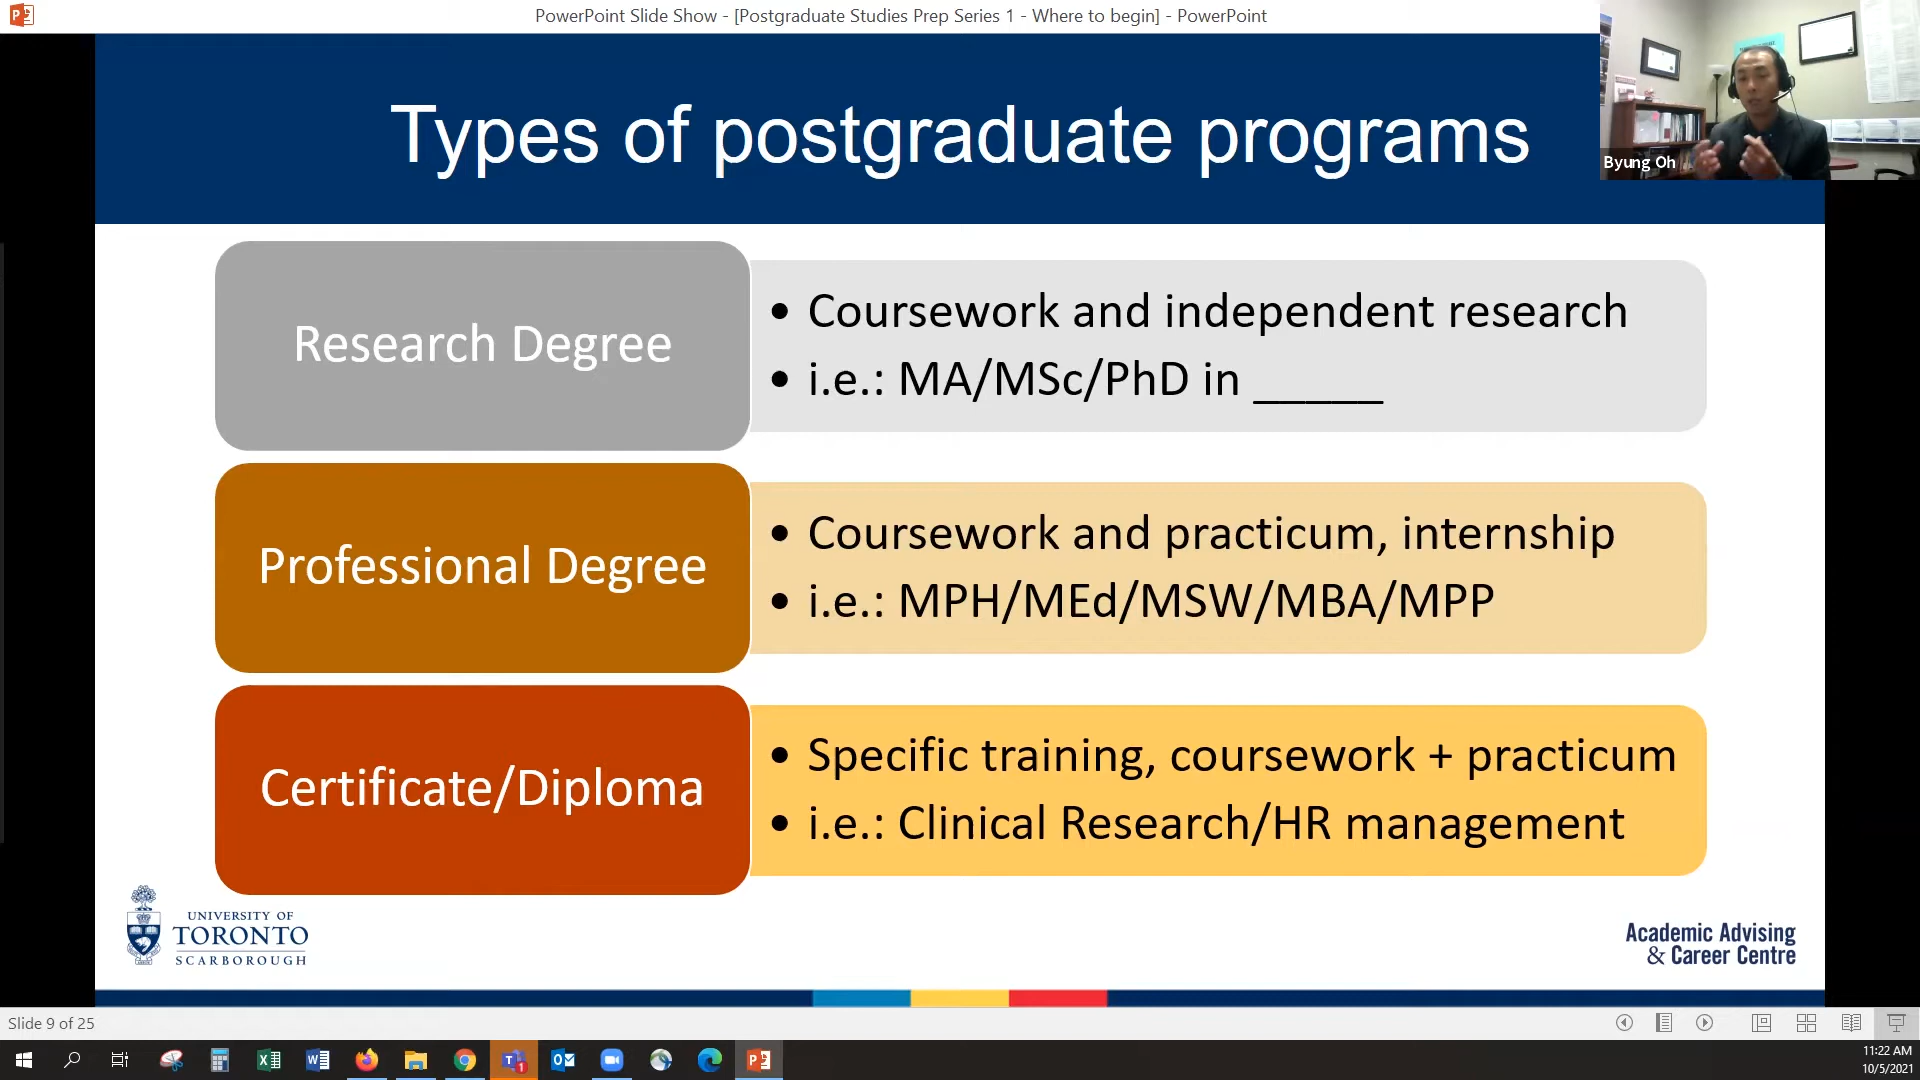 PowerPoint Slide Show - [Postgraduate Studies Prep Series 1 - Where to begin] - PowerPoint
Types of postgraduate programs
Byung Oh
Research Degree
• Coursework and independent research
• i.e.: MA/MSc/PhD in _____
Professional Degree
• Coursework and practicum, internship
• i.e.: MPH/MEd/MSW/MBA/MPP
Certificate/Diploma
• Specific training, coursework + practicum
• i.e.: Clinical Research/HR management
UNIVERSITY OF
TORONTO
SCARBOROUGH
Academic Advising
& Career Centre
Slide 9 of 25
11:22 AM
10/5/2021